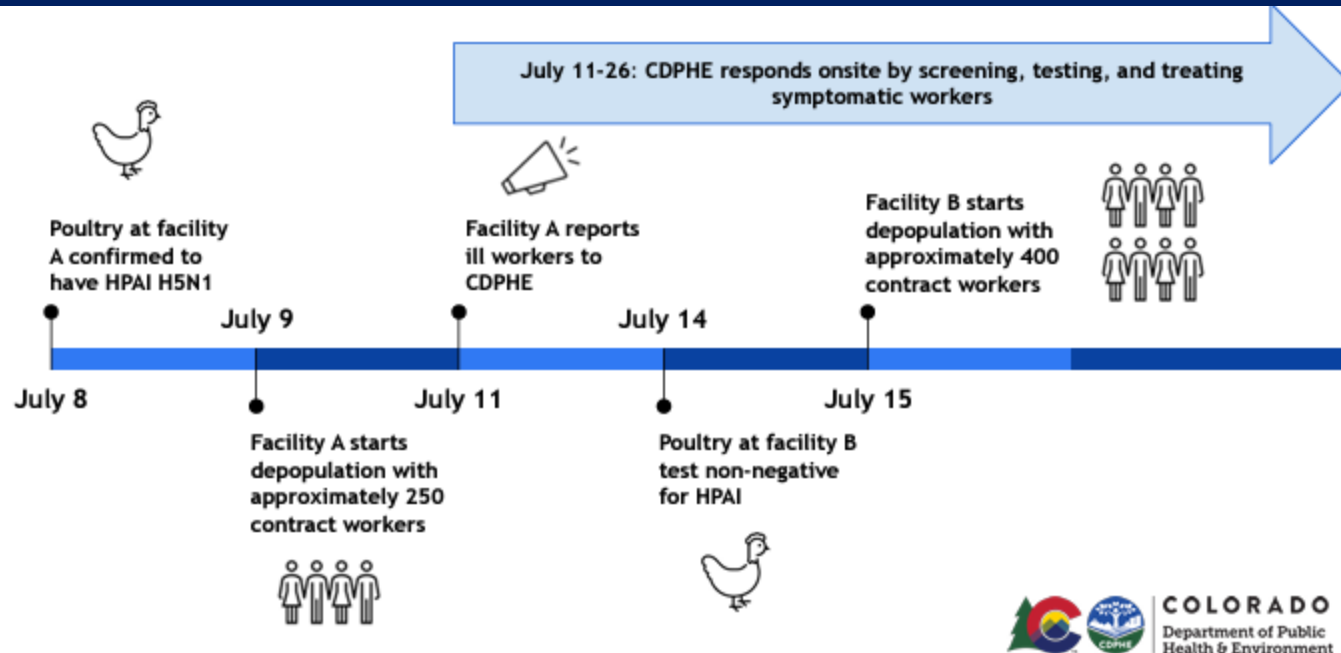 July 11-26: CDPHE responds onsite by screening, testing, and treating
symptomatic workers
Poultry at facility
A confirmed to
have HPAI H5N1
Facility A reports
ill workers to
CDPHE
Facility B starts
depopulation with
approximately 400
contract workers
July 9
July 14
July 8
July 11
July 15
Facility A starts
depopulation with
approximately 250
contract workers
Poultry at facility B
test non-negative
for HPAI
CDPHE
COLORADO
Department of Public
Health & Environment